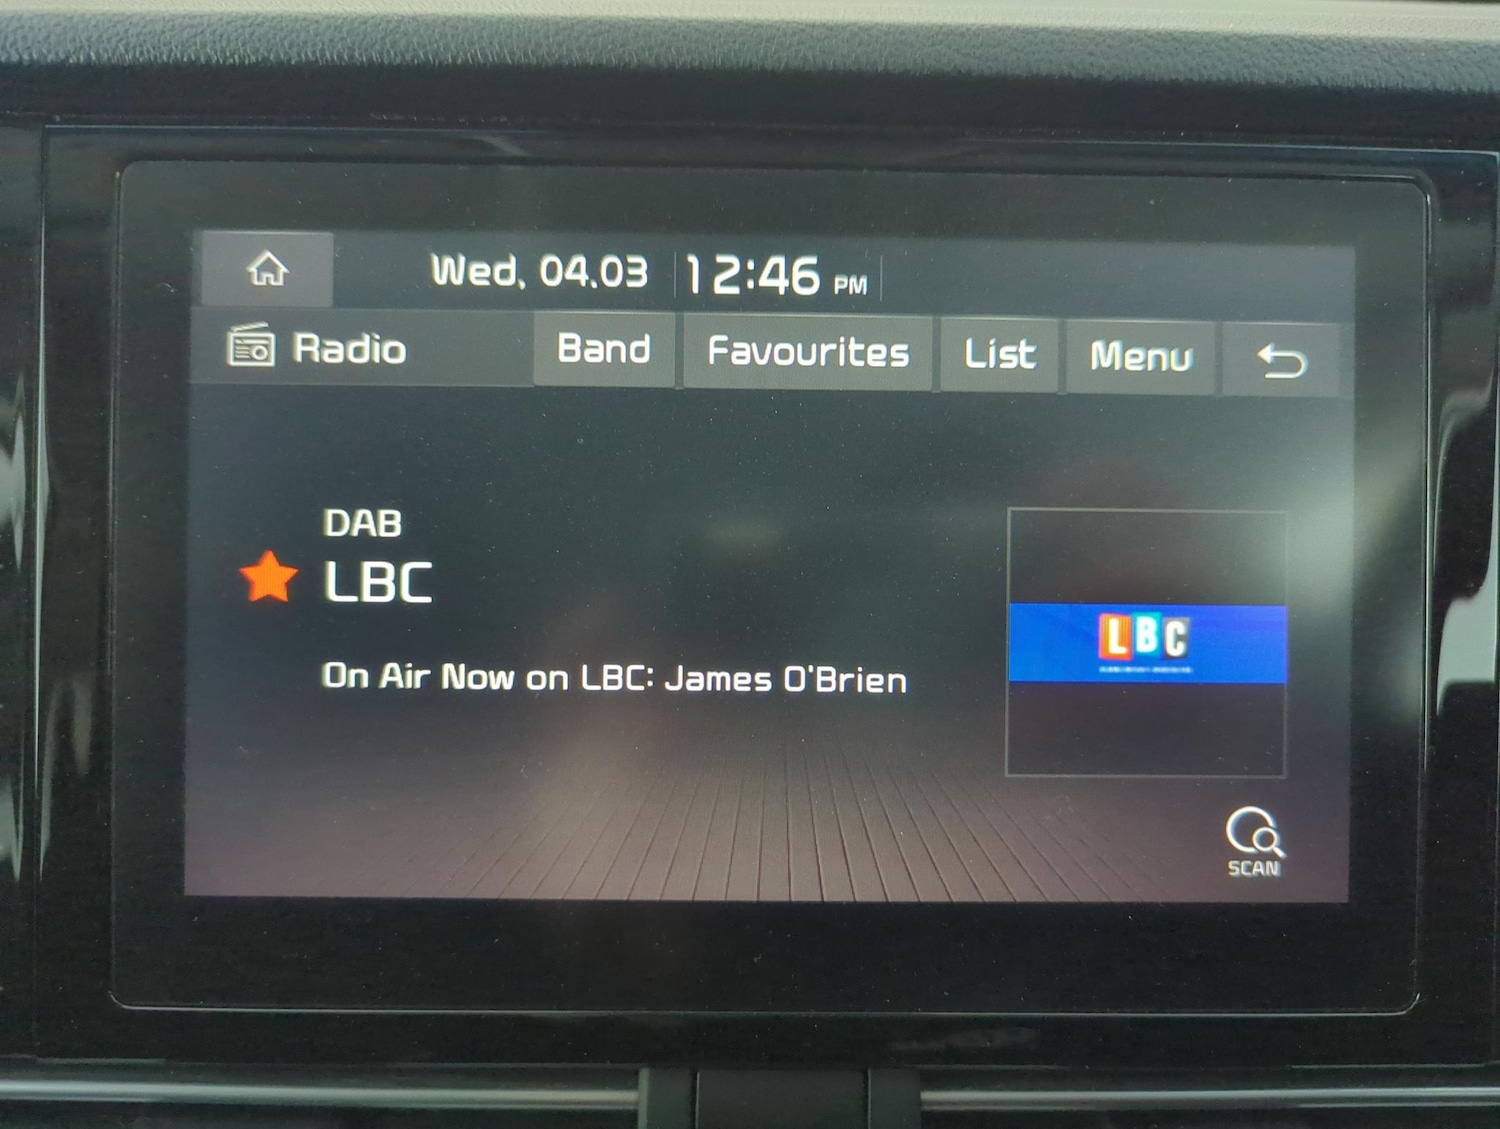 Wed, 04.03 12:46 PM
Radio Band Favourites List Menu
DAB
LBC
On Air Now on LBC: James O'Brien
LBC
SCAN